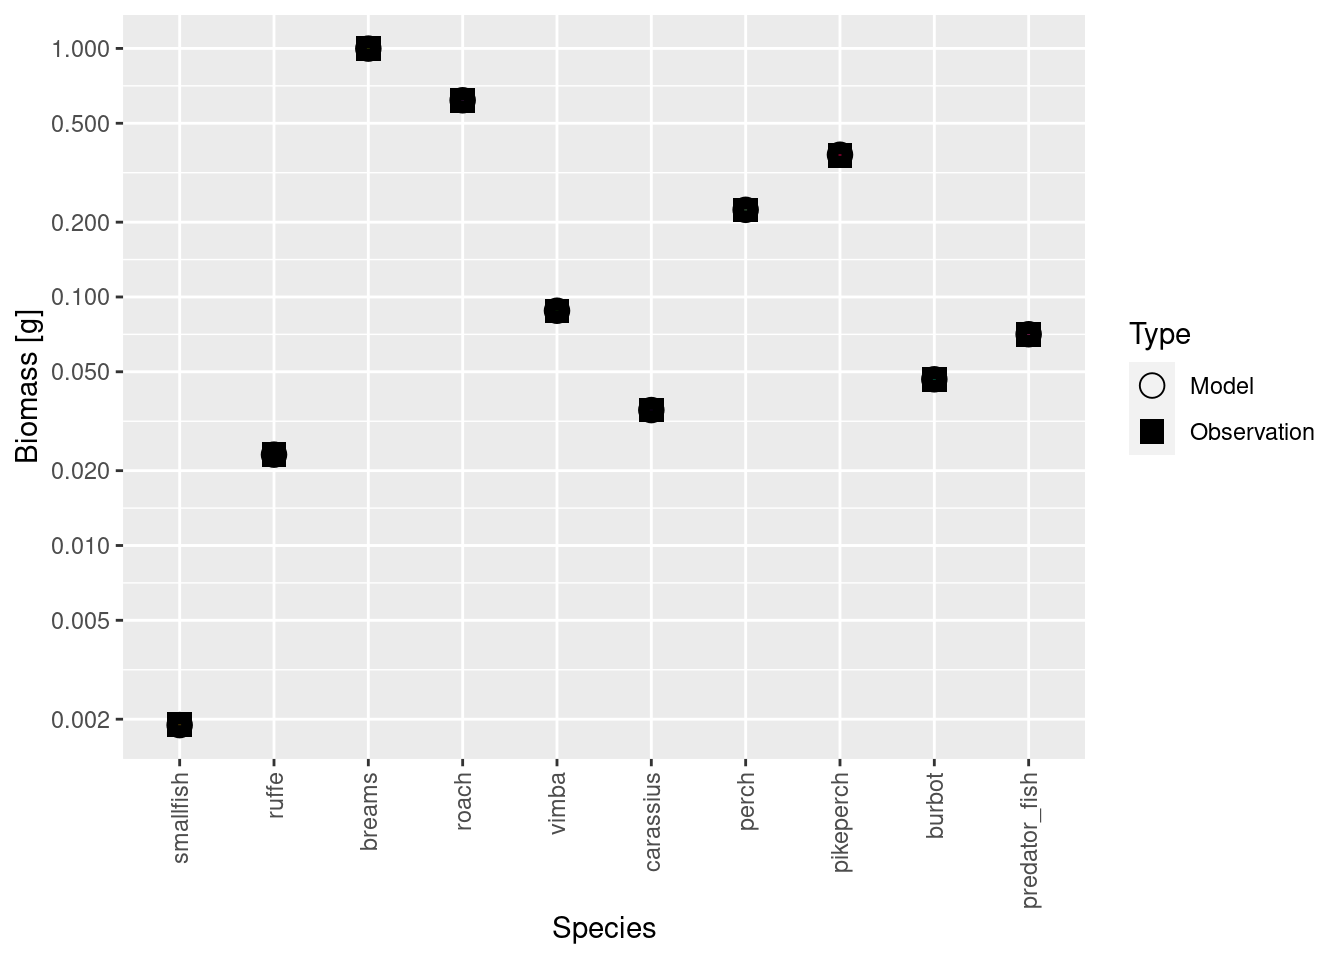 1.000
0.500
0.200
0.100
0.050
0.020
0.010
0.005
0.002
Biomass [g]
smallfish
ruffe
breams
roach
vimba
carassius
perch
pikeperch
burbot
predator_fish
Species
Type
Model
Observation